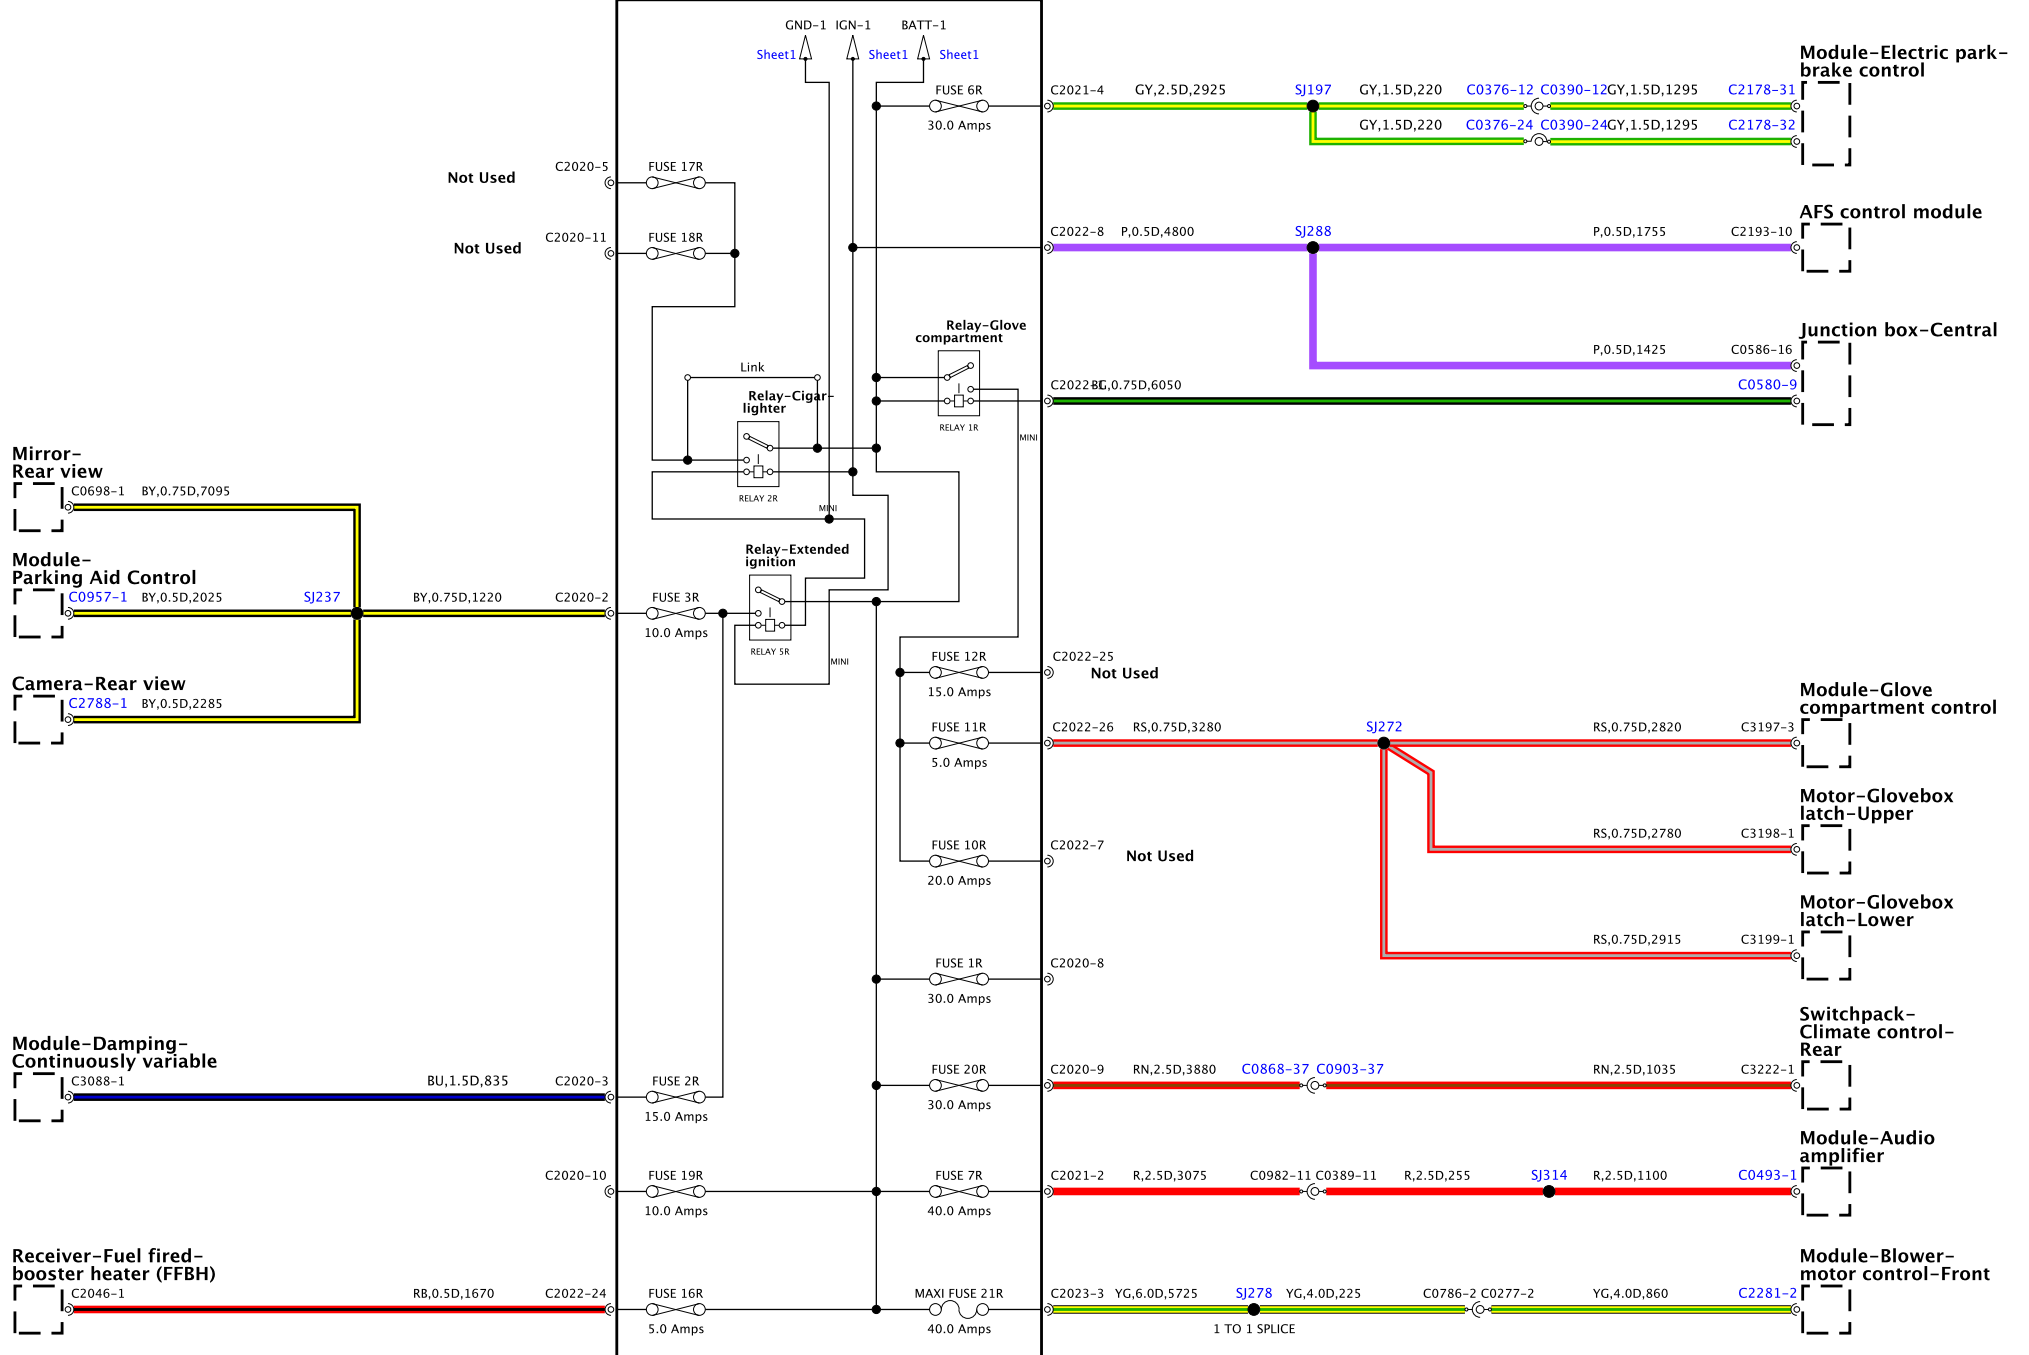 GND-1 IGN-1 BATT-1
Sheet1 Sheet1 Sheet1
FUSE 6R
30.0 Amps
C2021-4 GY,2.5D,2925 SJ197 GY,1.5D,220 C0376-12 C0390-12 GY,1.5D,1295 C2178-31
GY,1.5D,220 C0376-24 C0390-24 GY,1.5D,1295 C2178-32
Module-Electric park-
brake control
Not Used C2020-5 FUSE 17R
Not Used C2020-11 FUSE 18R
C2022-8 P,0.5D,4800 SJ288 P,0.5D,1755 C2193-10
AFS control module
Junction box-Central
P,0.5D,1425 C0586-16
C0580-9
Relay-Glove
compartment
RELAY 1R
MINI
Link
Relay-Cigar-
lighter
RELAY 2R
MINI
Mirror-
Rear view
C0698-1 BY,0.75D,7095
Module-
Parking Aid Control
C0957-1 BY,0.5D,2025 SJ237 BY,0.75D,1220 C2020-2 FUSE 3R
10.0 Amps
Relay-Extended
ignition
RELAY 5R
MINI
Camera-Rear view
C2788-1 BY,0.5D,2285
FUSE 12R C2022-25
15.0 Amps Not Used
FUSE 11R C2022-26 RS,0.75D,3280 SJ272 RS,0.75D,2820 C3197-3
5.0 Amps
Module-Glove
compartment control
Motor-Glovebox
latch-Upper
RS,0.75D,2780 C3198-1
FUSE 10R C2022-7 Not Used
20.0 Amps
Motor-Glovebox
latch-Lower
RS,0.75D,2915 C3199-1
FUSE 1R C2020-8
30.0 Amps
Switchpack-
Climate control-
Rear
FUSE 20R C2020-9 RN,2.5D,3880 C0868-37 C0903-37 RN,2.5D,1035 C3222-1
30.0 Amps
Module-Damping-
Continuously variable
C3088-1 BU,1.5D,835 C2020-3 FUSE 2R
15.0 Amps
Module-Audio
amplifier
C2020-10 FUSE 19R
10.0 Amps
FUSE 7R C2021-2 R,2.5D,3075 C0982-11 C0389-11 R,2.5D,255 SJ314 R,2.5D,1100 C0493-1
40.0 Amps
Receiver-Fuel fired-
booster heater (FFBH)
C2046-1 RB,0.5D,1670 C2022-24 FUSE 16R
5.0 Amps
Module-Blower-
motor control-Front
MAXI FUSE 21R C2023-3 YG,6.0D,5725 SJ278 YG,4.0D,225 C0786-2 C0277-2 YG,4.0D,860 C2281-2
40.0 Amps 1 TO 1 SPLICE